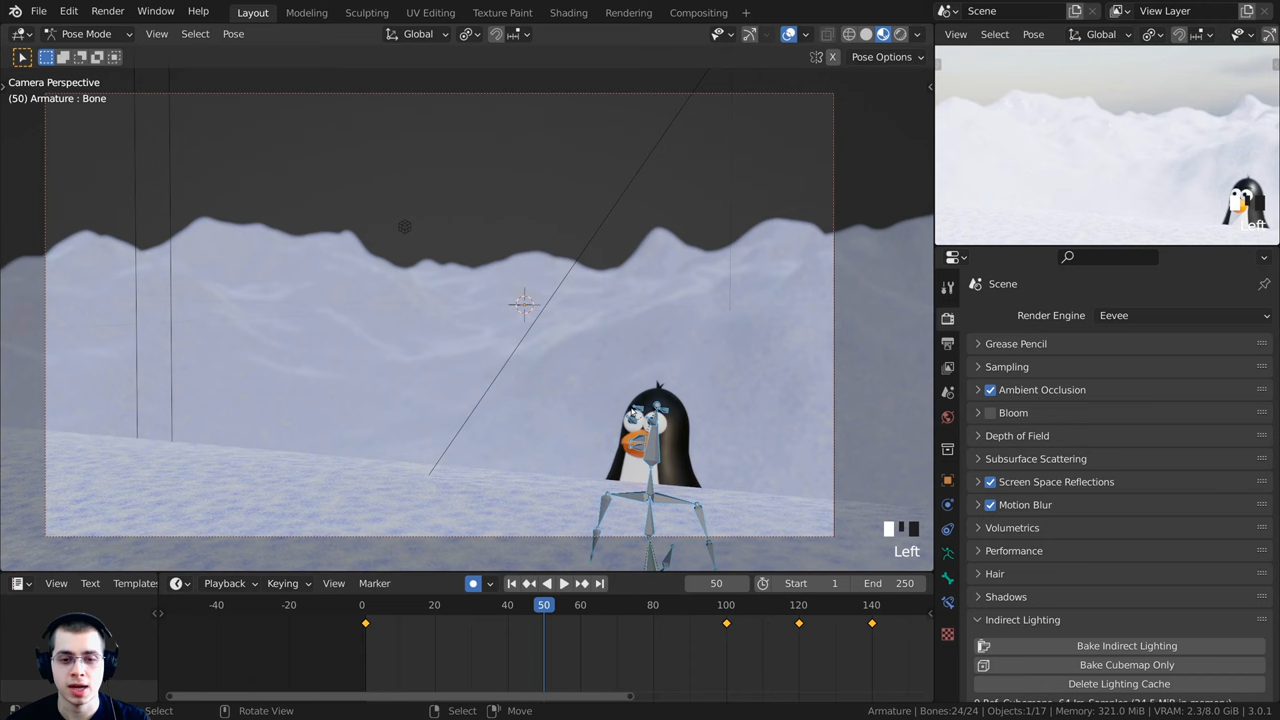 File Edit Render Window Help Layout Modeling Sculpting UV Editing Texture Paint Shading Rendering Compositing + Scene View Layer
Pose Mode View Select Pose Global View Select Pose Global
X Pose Options
Camera Perspective
(50) Armature : Bone
Left
Scene
Render Engine Eevee
Grease Pencil
Sampling
Ambient Occlusion
Bloom
Depth of Field
Subsurface Scattering
Screen Space Reflections
Motion Blur
Volumetrics
Performance
Hair
Shadows
Indirect Lighting
Bake Indirect Lighting
Bake Cubemap Only
Delete Lighting Cache
Left
View Text Templates Playback Keying View Marker 50 Start 1 End 250
-40 -20 0 20 40 50 60 80 100 120 140
Select Rotate View Select Move Armature | Bones:24/24 | Objects:1/17 | Memory: 321.0 MiB | VRAM: 2.3/8.0 GiB | 3.0.1